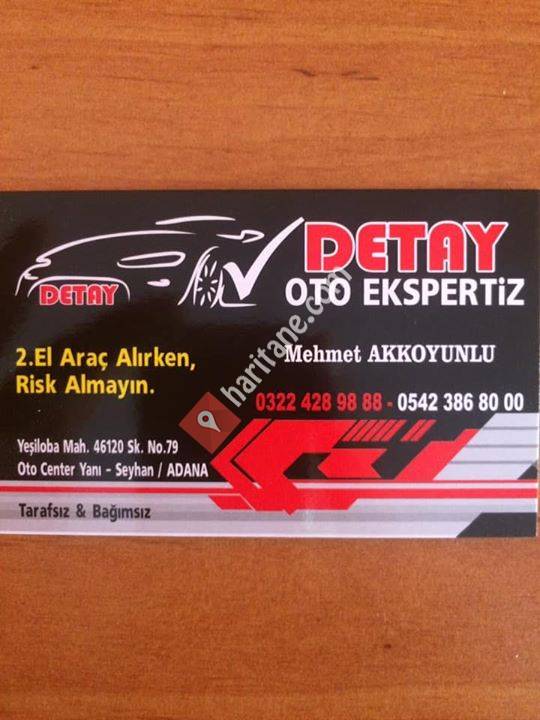 DETAY
DETAY
OTO EKSPERTİZ
2.El Araç Alırken,
Risk Almayın.
Mehmet AKKOYUNLU
0322 428 98 88 - 0542 386 80 00
Yeşiloba Mah. 46120 Sk. No.79
Oto Center Yanı - Seyhan / ADANA
Tarafsız & Bağımsız
haritane.com